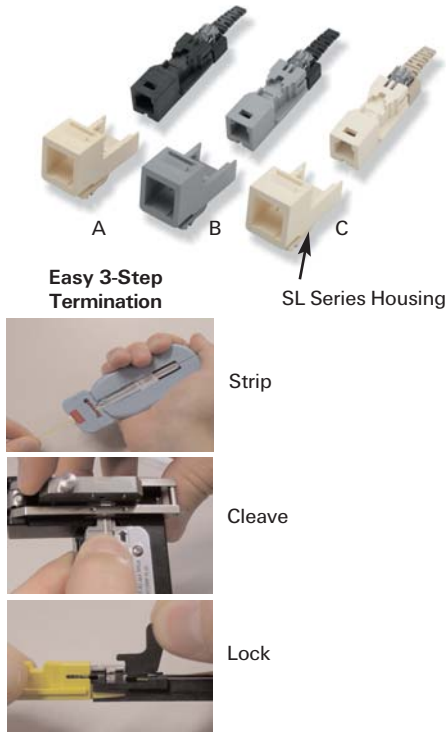 A
B
C
Easy 3-Step
Termination
SL Series Housing
Strip
Cleave
Lock